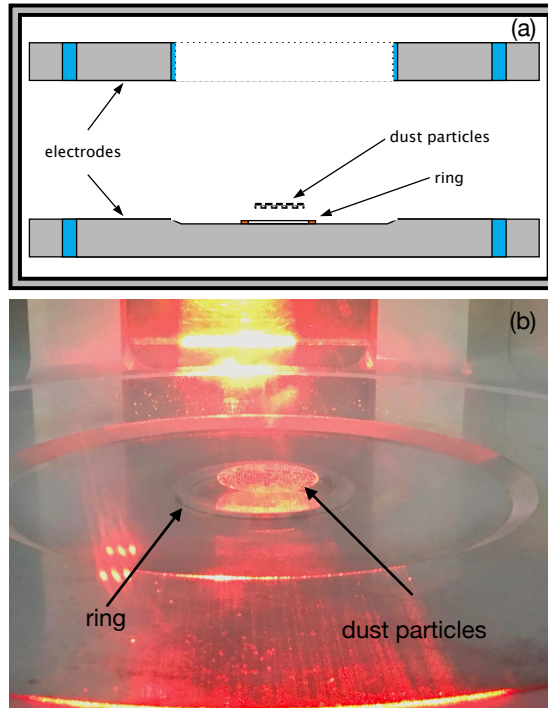 (a)
electrodes
dust particles
ring
(b)
ring
dust particles